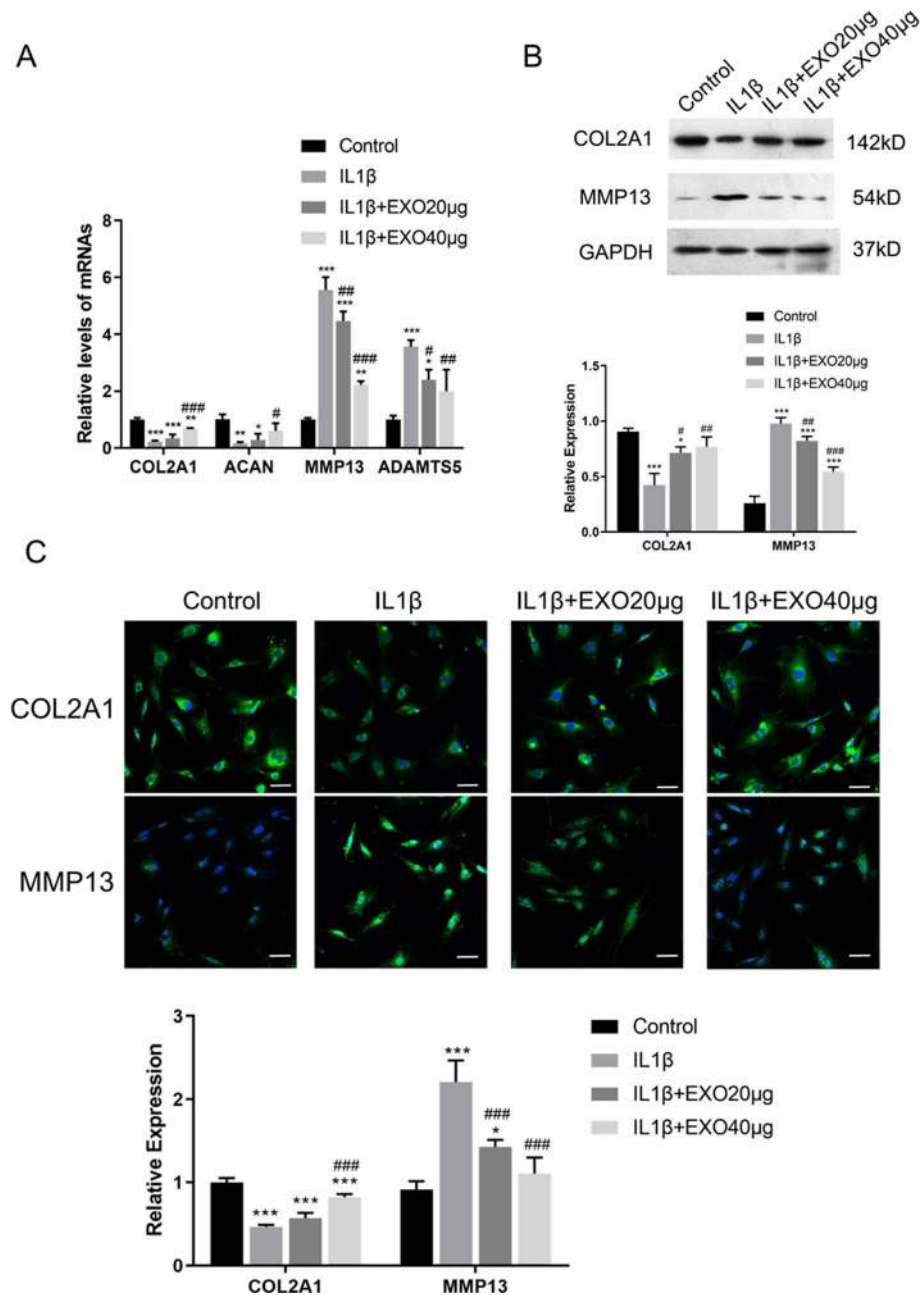 A
Control
IL1β
IL1β+EXO20μg
IL1β+EXO40μg
Relative levels of mRNAs
8
6
4
2
0
*** *** ### **
** * #
*** ## *** ### **
*** # * ##
COL2A1 ACAN MMP13 ADAMTS5
B
Control IL1β IL1β+EXO20μg IL1β+EXO40μg
COL2A1 142kD
MMP13 54kD
GAPDH 37kD
Control
IL1β
IL1β+EXO20μg
IL1β+EXO40μg
Relative Expression
1.5
1.0
0.5
0.0
*** # * ##
*** ## *** ### ***
COL2A1 MMP13
C
Control IL1β IL1β+EXO20μg IL1β+EXO40μg
COL2A1
MMP13
Relative Expression
3
2
1
0
*** *** ### ***
*** ### * ###
COL2A1 MMP13
Control
IL1β
IL1β+EXO20μg
IL1β+EXO40μg